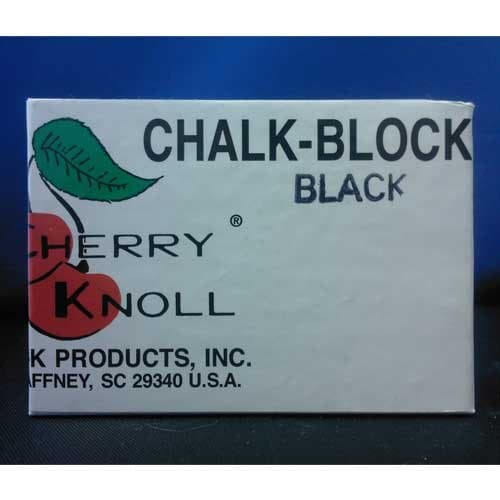 CHALK-BLOCK
BLACK
CHERRY ®
KNOLL
K PRODUCTS, INC.
AFFNEY, SC 29340 U.S.A.